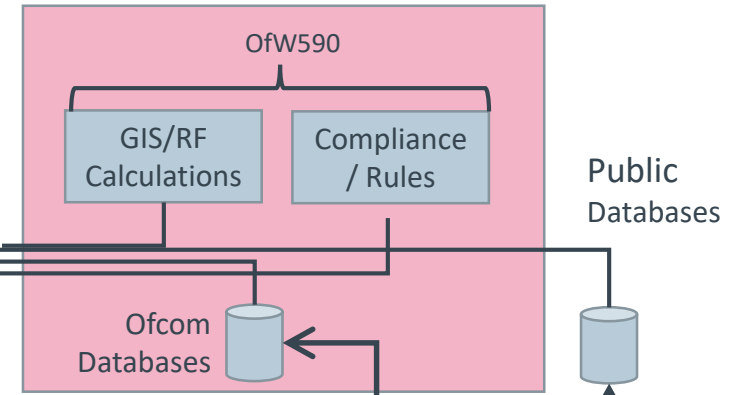 OfW590
GIS/RF
Calculations
Compliance
/ Rules
Public
Databases
Ofcom
Databases